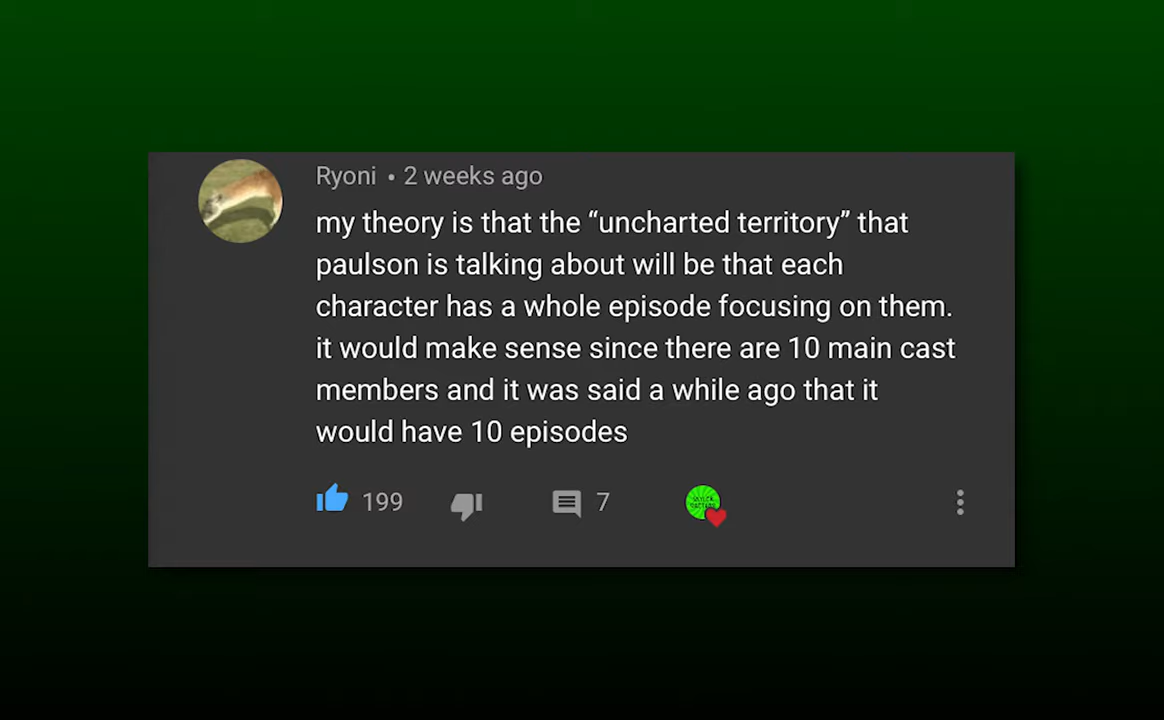 Ryoni • 2 weeks ago
my theory is that the “uncharted territory” that
paulson is talking about will be that each
character has a whole episode focusing on them.
it would make sense since there are 10 main cast
members and it was said a while ago that it
would have 10 episodes
199 7